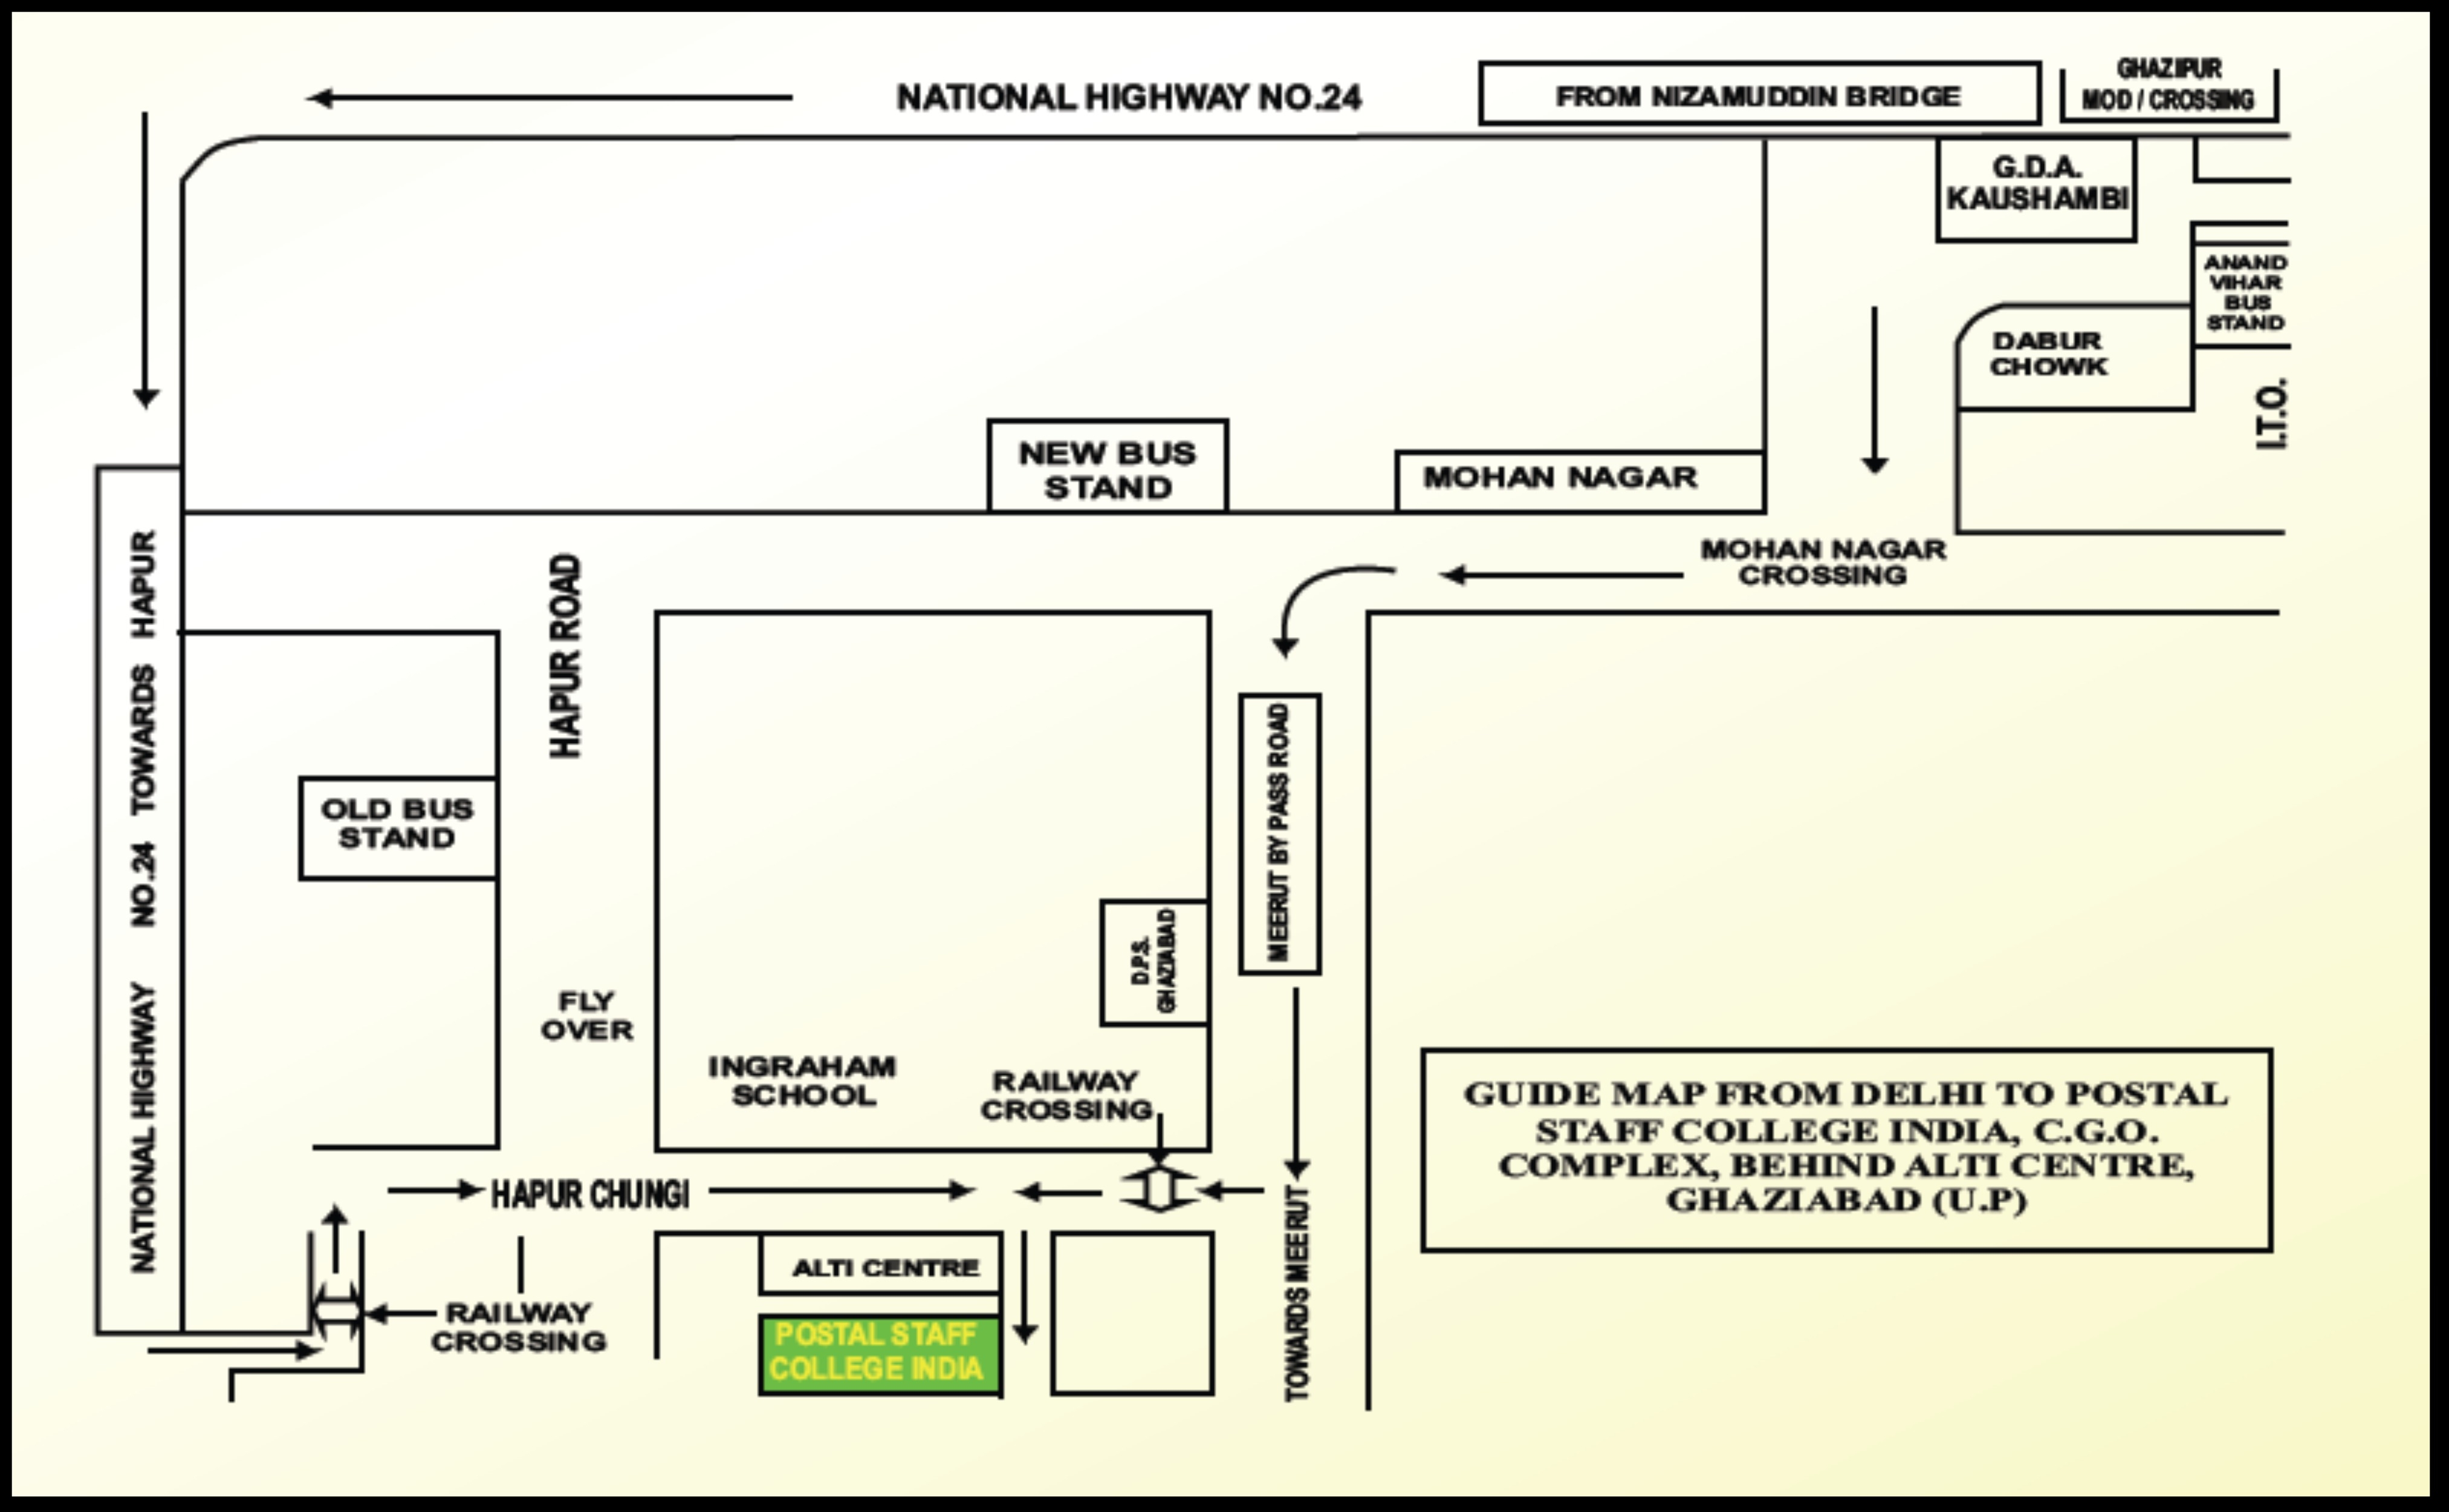 NATIONAL HIGHWAY NO.24
FROM NIZAMUDDIN BRIDGE
GHAZIPUR
MOD / CROSSING
G.D.A.
KAUSHAMBI
ANAND
VIHAR
BUS
STAND
DABUR
CHOWK
I.T.O.
NEW BUS
STAND
MOHAN NAGAR
MOHAN NAGAR
CROSSING
NATIONAL HIGHWAY NO.24 TOWARDS HAPUR
HAPUR ROAD
OLD BUS
STAND
MEERUT BY PASS ROAD
D.P.S.
GHAZIABAD
FLY
OVER
INGRAHAM
SCHOOL
RAILWAY
CROSSING
GUIDE MAP FROM DELHI TO POSTAL
STAFF COLLEGE INDIA, C.G.O.
COMPLEX, BEHIND ALTI CENTRE,
GHAZIABAD (U.P)
HAPUR CHUNGI
TOWARDS MEERUT
ALTI CENTRE
RAILWAY
CROSSING
POSTAL STAFF
COLLEGE INDIA